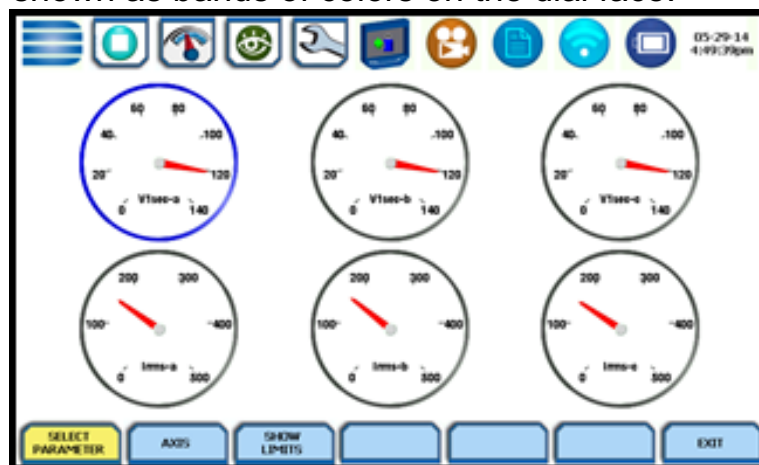 shown as bands of colors on the dial face.
05-29-14
4:49:39pm
60 80
40 100
20 120
V1sec-a
0 140
60 80
40 100
20 120
V1sec-b
0 140
60 80
40 100
20 120
V1sec-c
0 140
200 300
100 400
Irms-a
0 500
200 300
100 400
Irms-b
0 500
200 300
100 400
Irms-c
0 500
SELECT
PARAMETER
AXIS
SHOW
LIMITS
EXIT